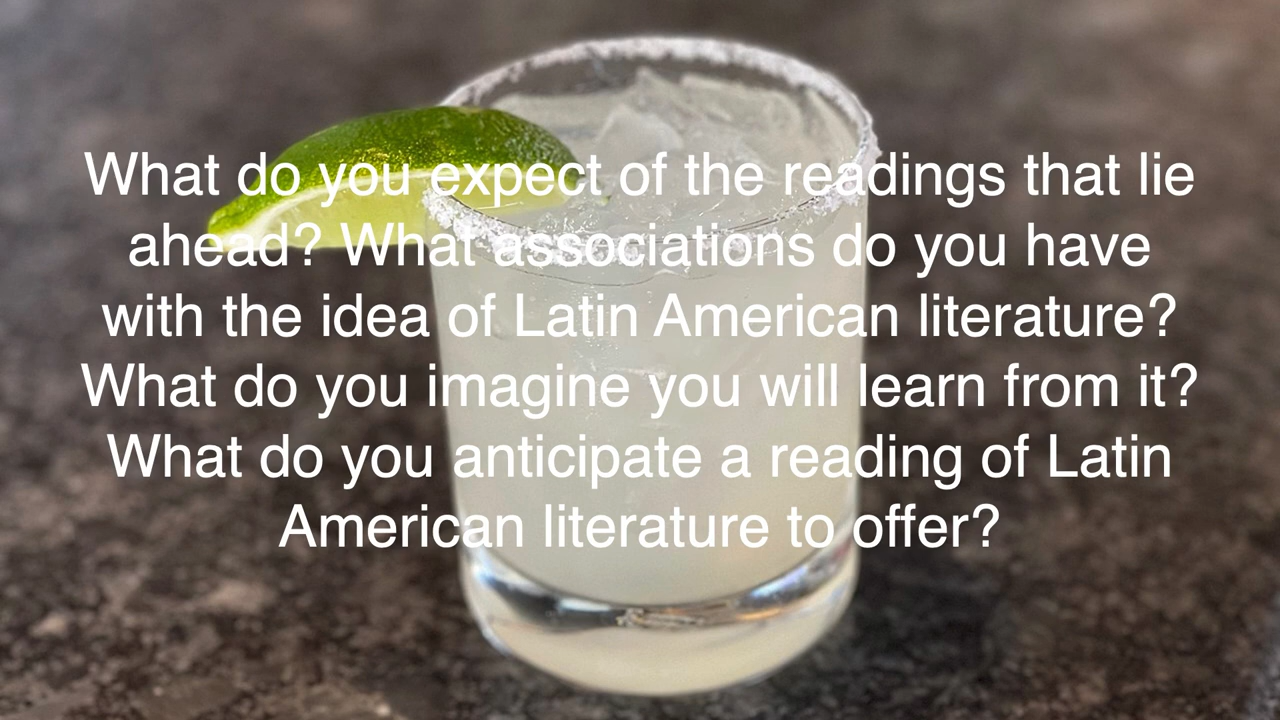 What do you expect of the readings that lie
ahead? What associations do you have
with the idea of Latin American literature?
What do you imagine you will learn from it?
What do you anticipate a reading of Latin
American literature to offer?